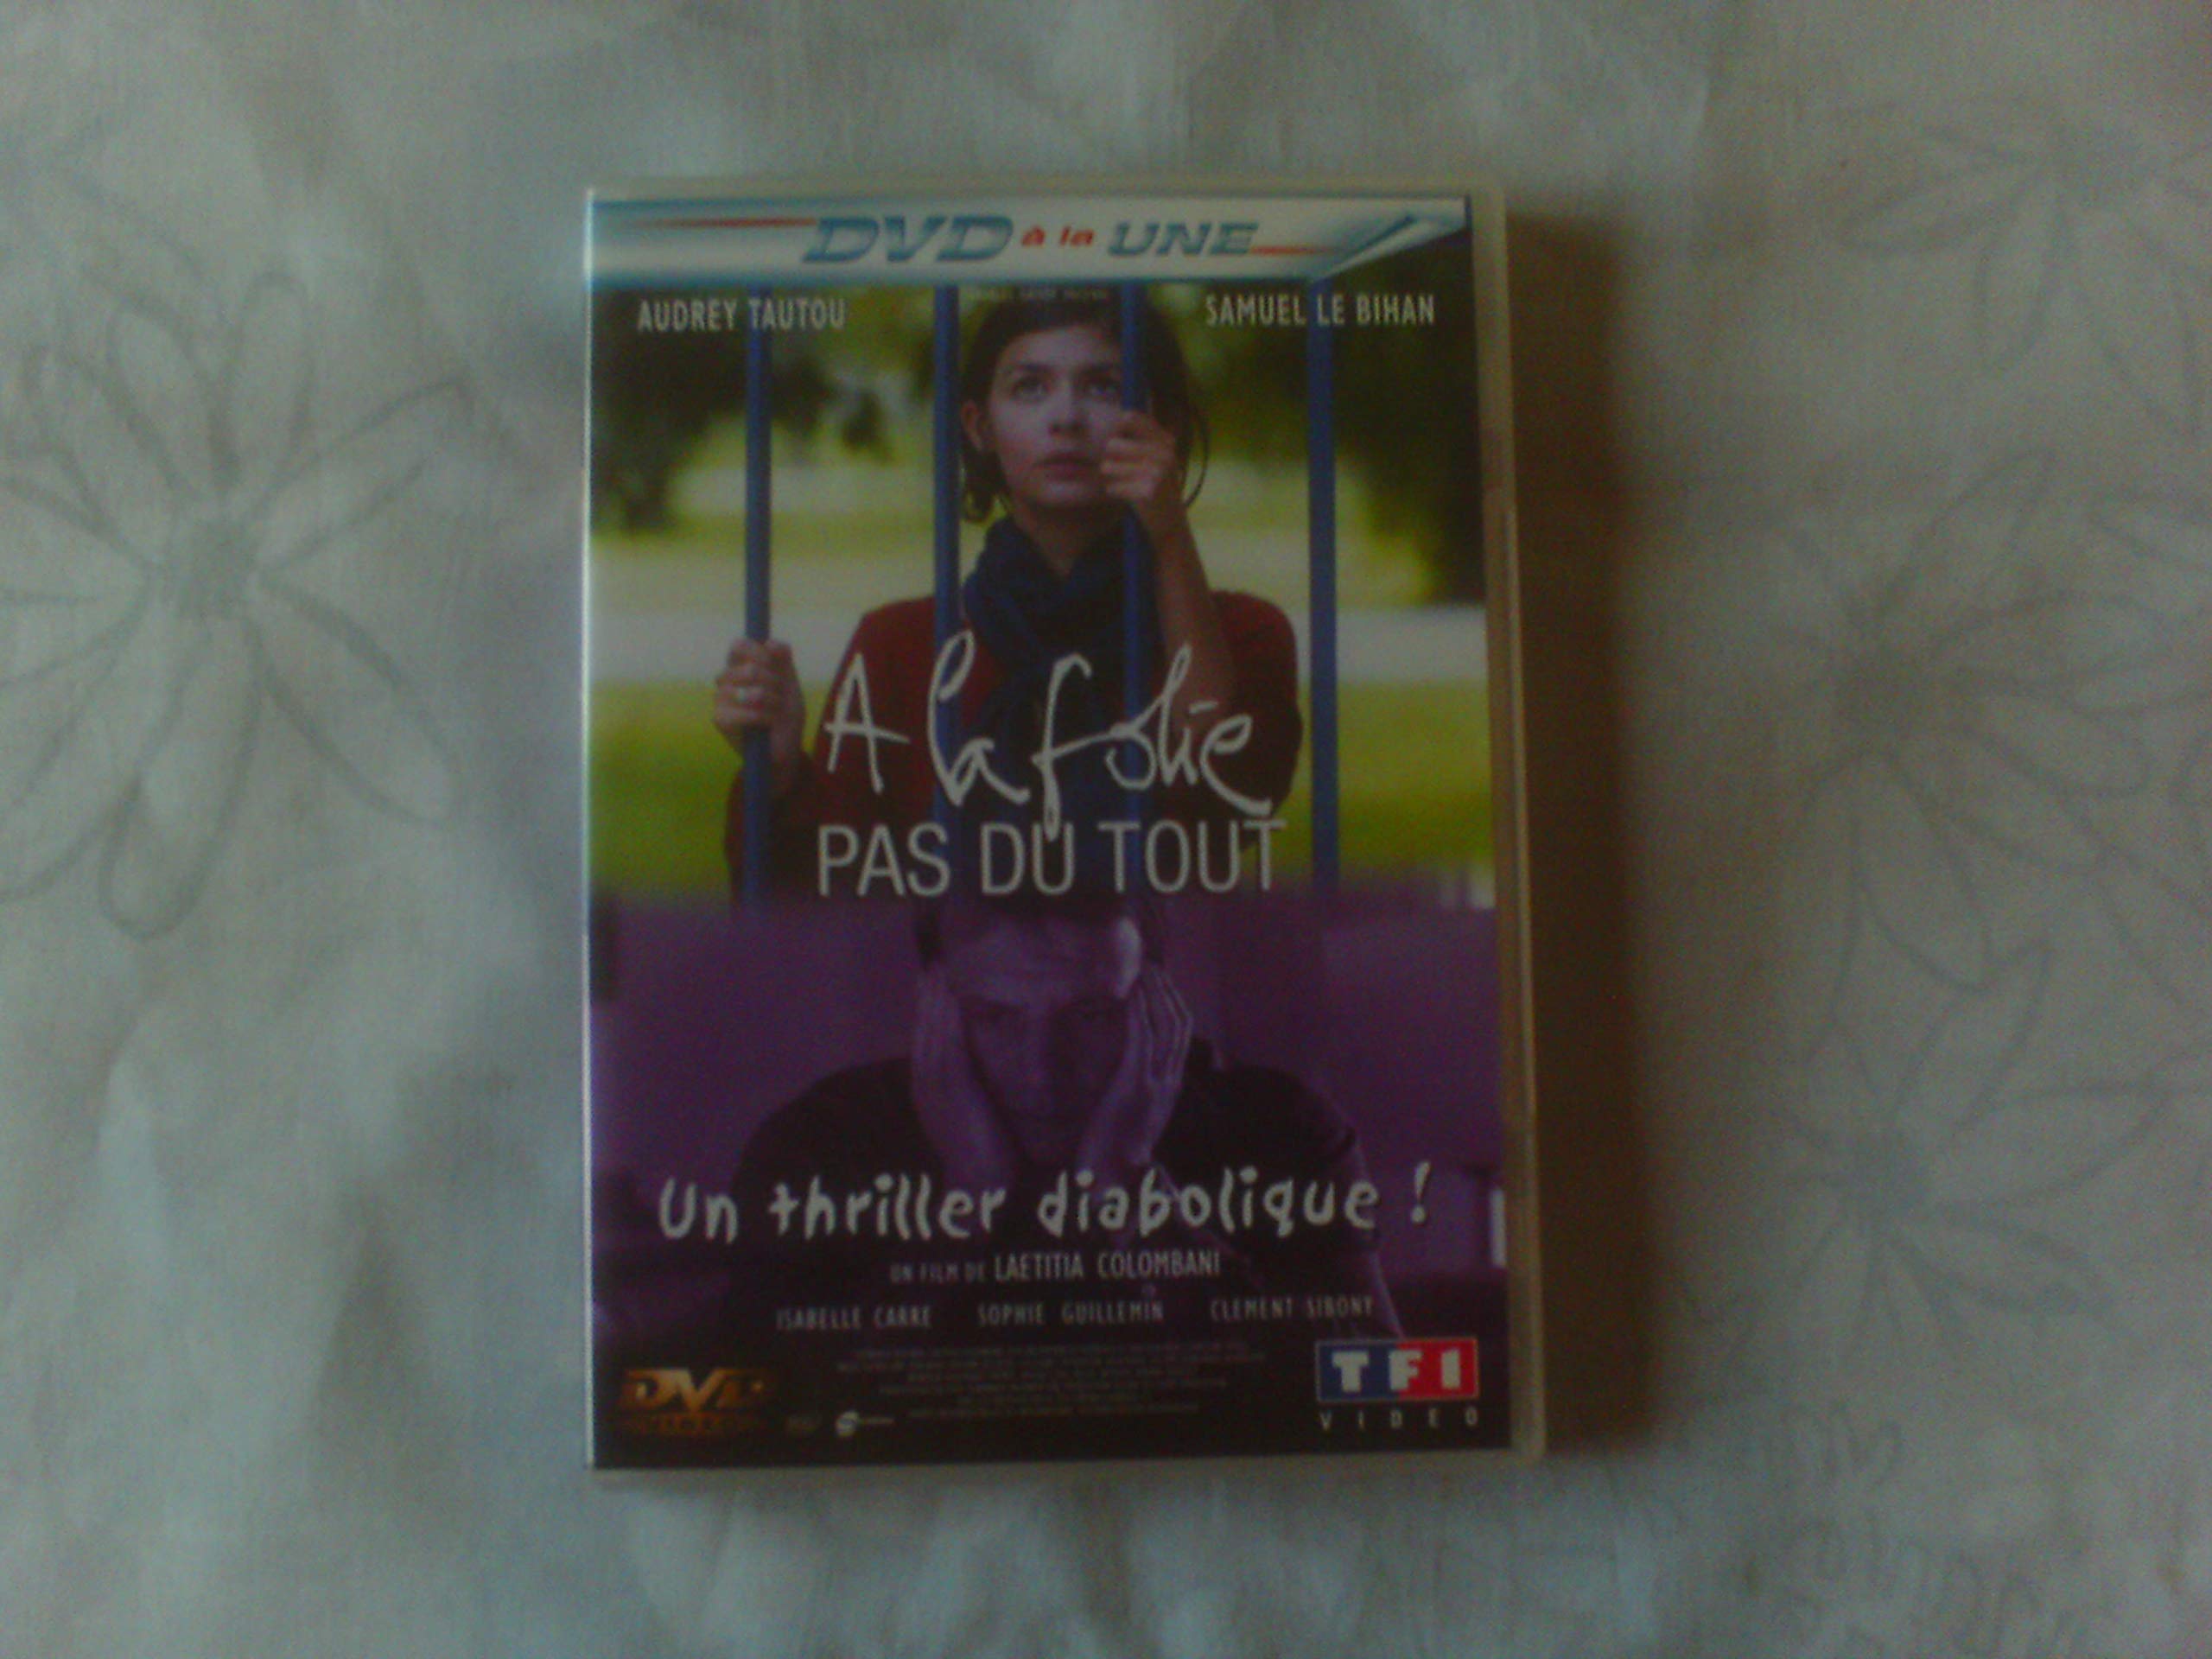 DVD à la UNE
AUDREY TAUTOU SAMUEL LE BIHAN
A la folie
PAS DU TOUT
Un thriller diabolique !
UN FILM DE LAETITIA COLOMBANI
ISABELLE CARRE SOPHIE GUILLEMIN CLEMENT SIBONY
DVD
VIDEO
TF1
VIDEO